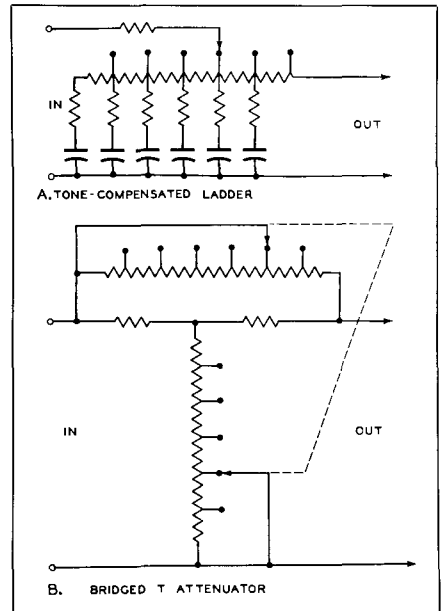 IN
OUT
A. TONE-COMPENSATED LADDER
IN
OUT
B. BRIDGED T ATTENUATOR